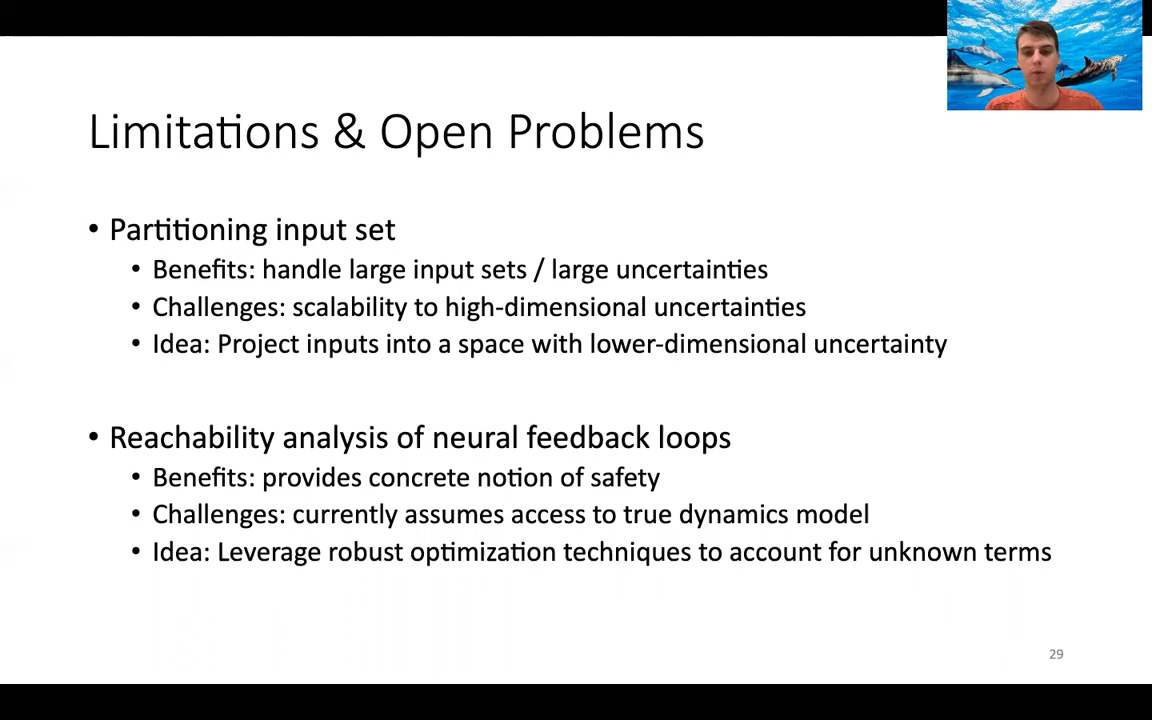 Limitations & Open Problems
• Partitioning input set
• Benefits: handle large input sets / large uncertainties
• Challenges: scalability to high-dimensional uncertainties
• Idea: Project inputs into a space with lower-dimensional uncertainty
• Reachability analysis of neural feedback loops
• Benefits: provides concrete notion of safety
• Challenges: currently assumes access to true dynamics model
• Idea: Leverage robust optimization techniques to account for unknown terms
29